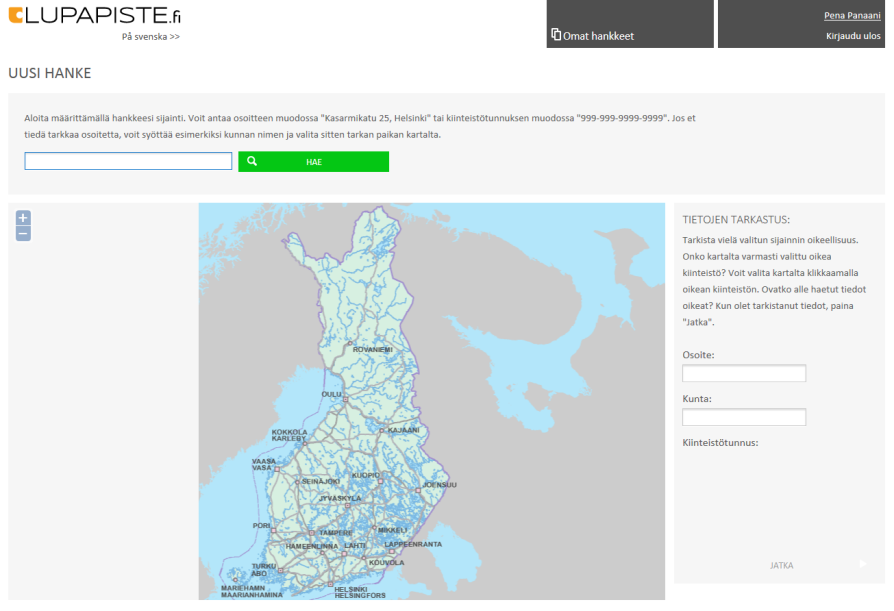 LUPAPISTE.fi
På svenska >>
Omat hankkeet
Pena Panaani
Kirjaudu ulos
UUSI HANKE
Aloita määrittämällä hankkeesi sijainti. Voit antaa osoitteen muodossa "Kasarmikatu 25, Helsinki" tai kiinteistötunnuksen muodossa "999-999-9999-9999". Jos et
tiedä tarkkaa osoitetta, voit syöttää esimerkiksi kunnan nimen ja valita sitten tarkan paikan kartalta.
HAE
+
−
ROVANIEMI
OULU
KOKKOLA
KARLEBY
KAJAANI
VAASA
VASA
SEINÄJOKI
KUOPIO
JOENSUU
JYVÄSKYLÄ
PORI
TAMPERE
MIKKELI
HÄMEENLINNA
LAHTI
LAPPEENRANTA
KOUVOLA
TURKU
ÅBO
MARIEHAMN
MAARIANHAMINA
HELSINKI
HELSINGFORS
TIETOJEN TARKASTUS:
Tarkista vielä valitun sijainnin oikeellisuus.
Onko kartalta varmasti valittu oikea
kiinteistö? Voit valita kartalta klikkaamalla
oikean kiinteistön. Ovatko alle haetut tiedot
oikeat? Kun olet tarkistanut tiedot, paina
"Jatka".
Osoite:
Kunta:
Kiinteistötunnus:
JATKA